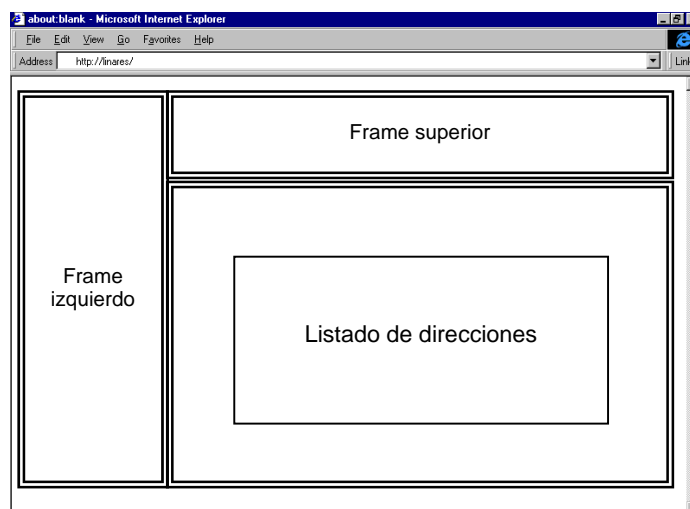 about:blank - Microsoft Internet Explorer
File Edit View Go Favorites Help
Address http://linares/ Link
Frame superior
Frame
izquierdo
Listado de direcciones